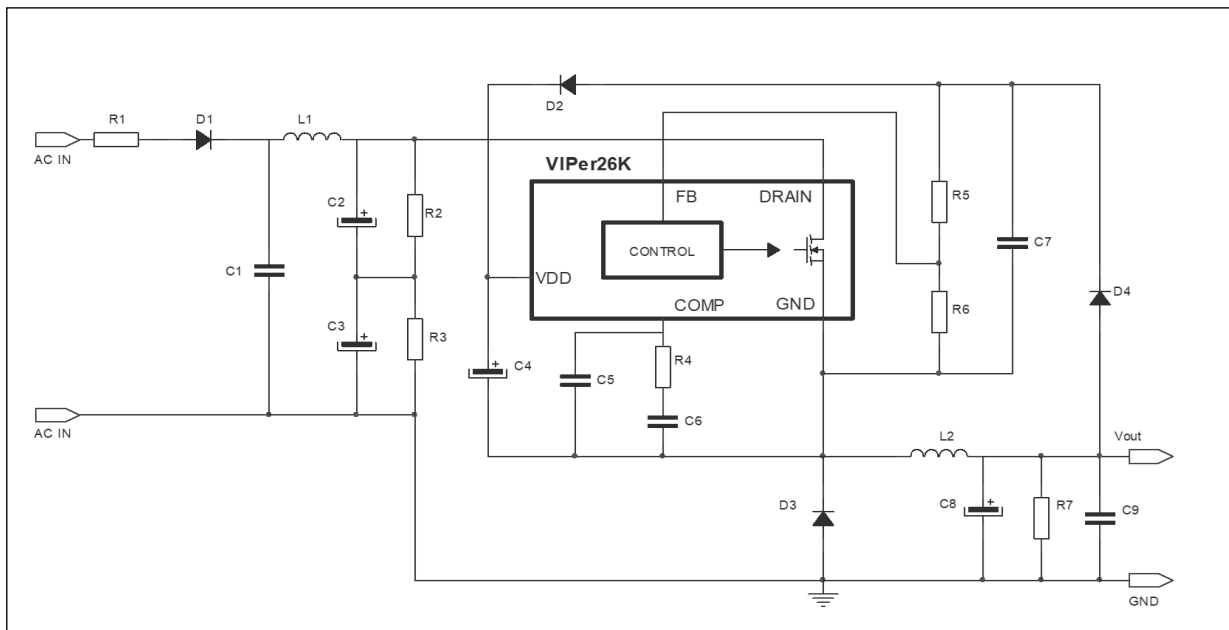 D2
R1
D1
L1
AC IN
VIPer26K
FB
DRAIN
R5
C2
+
R2
C7
CONTROL
C1
VDD
D4
COMP
GND
R6
C3
+
R3
C4
+
R4
C5
C6
AC IN
L2
Vout
D3
C8
+
R7
C9
GND